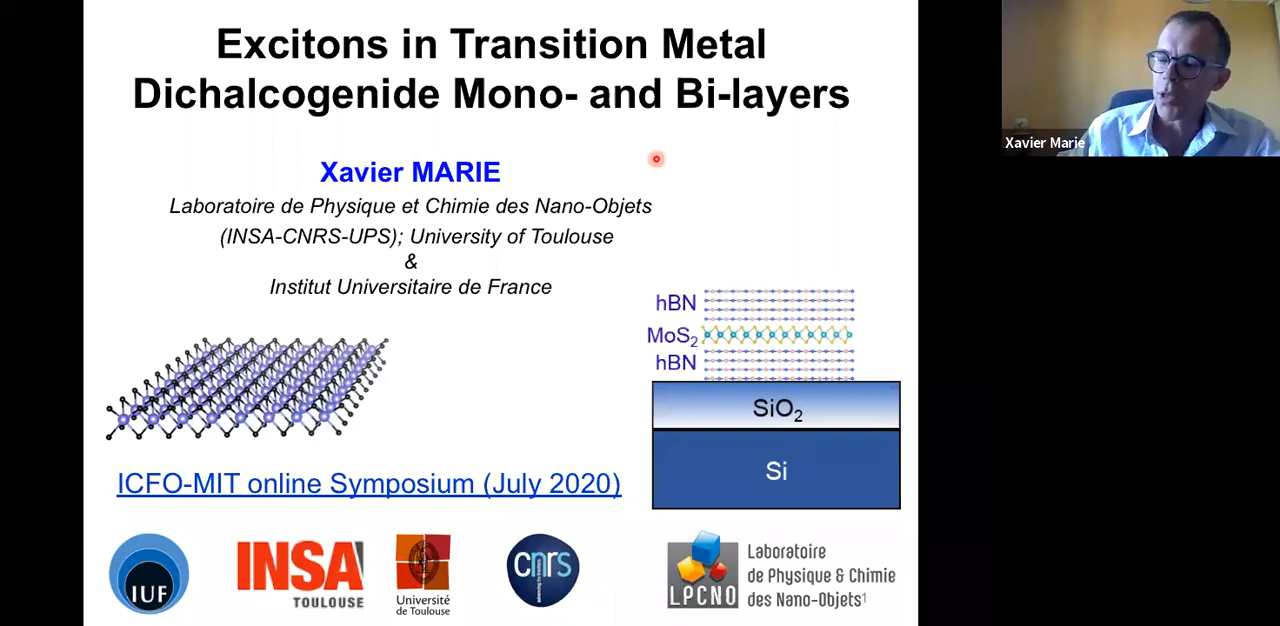 Excitons in Transition Metal
Dichalcogenide Mono- and Bi-layers
Xavier MARIE
Laboratoire de Physique et Chimie des Nano-Objets
(INSA-CNRS-UPS); University of Toulouse
&
Institut Universitaire de France
Xavier Marie
hBN
MoS₂
hBN
SiO₂
Si
ICFO-MIT online Symposium (July 2020)
IUF
INSA
TOULOUSE
Université
de Toulouse
cnrs
LPCNO
Laboratoire
de Physique & Chimie
des Nano-Objets¹